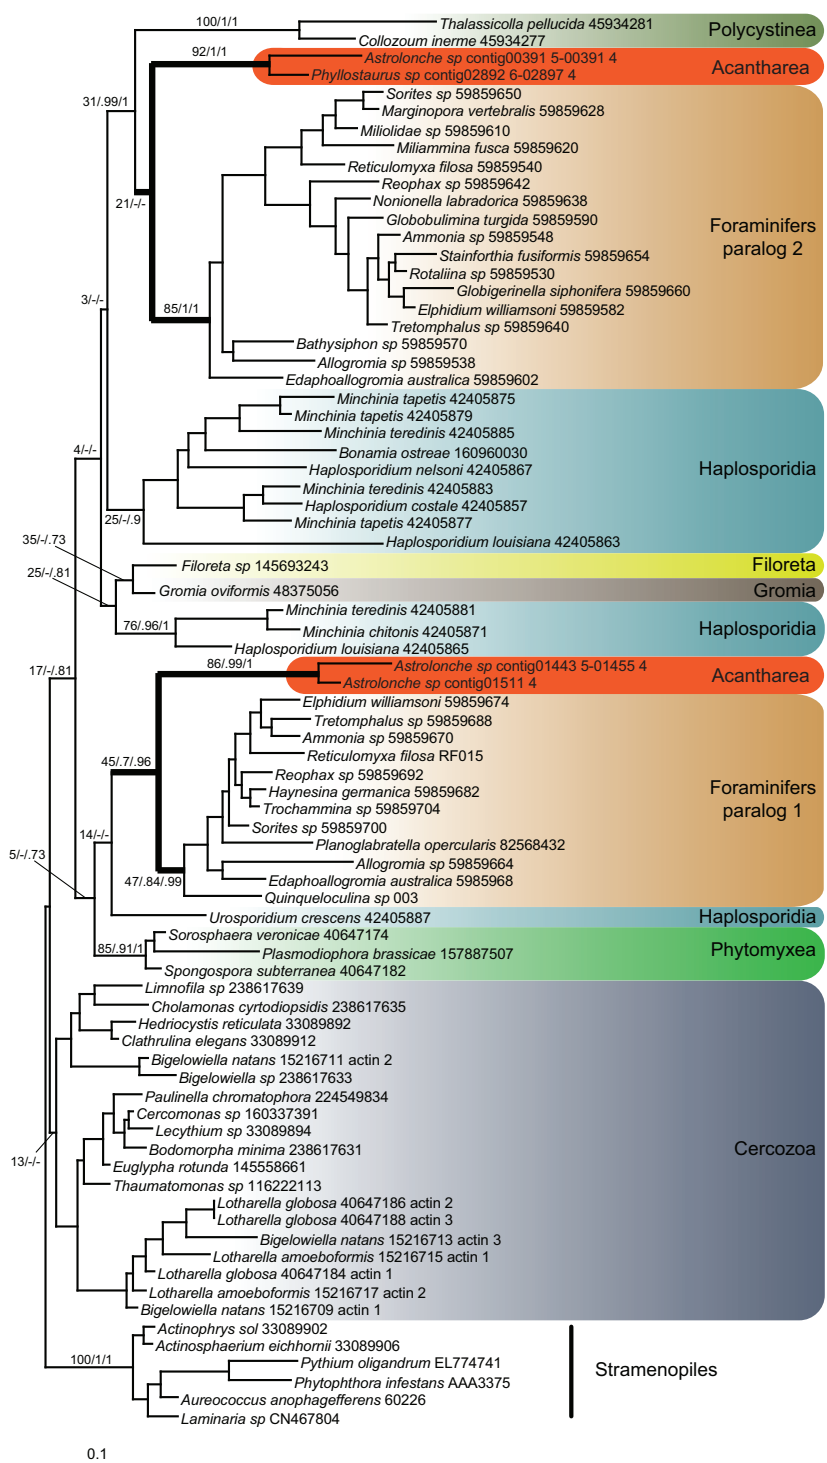 100/1/1
Thalassicolla pellucida 45934281
Collozoum inerme 45934277
Polycystinea
92/1/1
Astrolonche sp contig00391 5-00391 4
Phyllostaurus sp contig02892 6-02897 4
Acantharea
31/.99/1
Sorites sp 59859650
Marginopora vertebralis 59859628
Miliolidae sp 59859610
Miliammina fusca 59859620
Reticulomyxa filosa 59859540
Reophax sp 59859642
Nonionella labradorica 59859638
21/-/-
Globobulimina turgida 59859590
Ammonia sp 59859548
Foraminifers
paralog 2
Stainforthia fusiformis 59859654
Rotaliina sp 59859530
Globigerinella siphonifera 59859660
3/-/-
Elphidium williamsoni 59859582
85/1/1
Tretomphalus sp 59859640
Bathysiphon sp 59859570
Allogromia sp 59859538
Edaphoallogromia australica 59859602
Minchinia tapetis 42405875
Minchinia tapetis 42405879
Minchinia teredinis 42405885
4/-/-
Bonamia ostreae 160960030
Haplosporidium nelsoni 42405867
Haplosporidia
Minchinia teredinis 42405883
Haplosporidium costale 42405857
25/-/.9
Minchinia tapetis 42405877
Haplosporidium louisiana 42405863
35/-/.73
Filoreta sp 145693243
Filoreta
25/-/.81
Gromia oviformis 48375056
Gromia
Minchinia teredinis 42405881
76/.96/1
Minchinia chitonis 42405871
Haplosporidia
Haplosporidium louisiana 42405865
17/-/.81
86/.99/1
Astrolonche sp contig01443 5-01455 4
Astrolonche sp contig01511 4
Acantharea
Elphidium williamsoni 59859674
Tretomphalus sp 59859688
Ammonia sp 59859670
Reticulomyxa filosa RF015
45/.7/.96
Reophax sp 59859692
Haynesina germanica 59859682
Trochammina sp 59859704
Foraminifers
paralog 1
Sorites sp 59859700
14/-/-
Planoglabratella opercularis 82568432
5/-/.73
Allogromia sp 59859664
47/.84/.99
Edaphoallogromia australica 5985968
Quinqueloculina sp 003
Urosporidium crescens 42405887
Haplosporidia
Sorosphaera veronicae 40647174
85/.91/1
Plasmodiophora brassicae 157887507
Phytomyxea
Spongospora subterranea 40647182
Limnofila sp 238617639
Cholamonas cyrtodiopsidis 238617635
Hedriocystis reticulata 33089892
Clathrulina elegans 33089912
Bigelowiella natans 15216711 actin 2
Bigelowiella sp 238617633
Paulinella chromatophora 224549834
Cercomonas sp 160337391
Lecythium sp 33089894
Bodomorpha minima 238617631
Cercozoa
13/-/-
Euglypha rotunda 145558661
Thaumatomonas sp 116222113
Lotharella globosa 40647186 actin 2
Lotharella globosa 40647188 actin 3
Bigelowiella natans 15216713 actin 3
Lotharella amoeboformis 15216715 actin 1
Lotharella globosa 40647184 actin 1
Lotharella amoeboformis 15216717 actin 2
Bigelowiella natans 15216709 actin 1
Actinophrys sol 33089902
Actinosphaerium eichhornii 33089906
100/1/1
Pythium oligandrum EL774741
Stramenopiles
Phytophthora infestans AAA3375
Aureococcus anophagefferens 60226
Laminaria sp CN467804
0.1